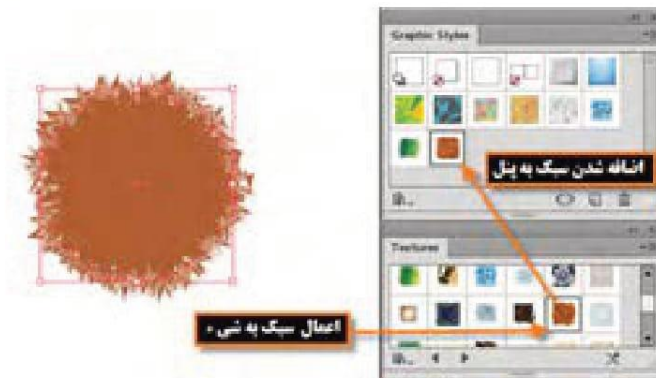 Graphic Styles
اضافه شدن سبک به پنل
Textures
اعمال سبک به شیء